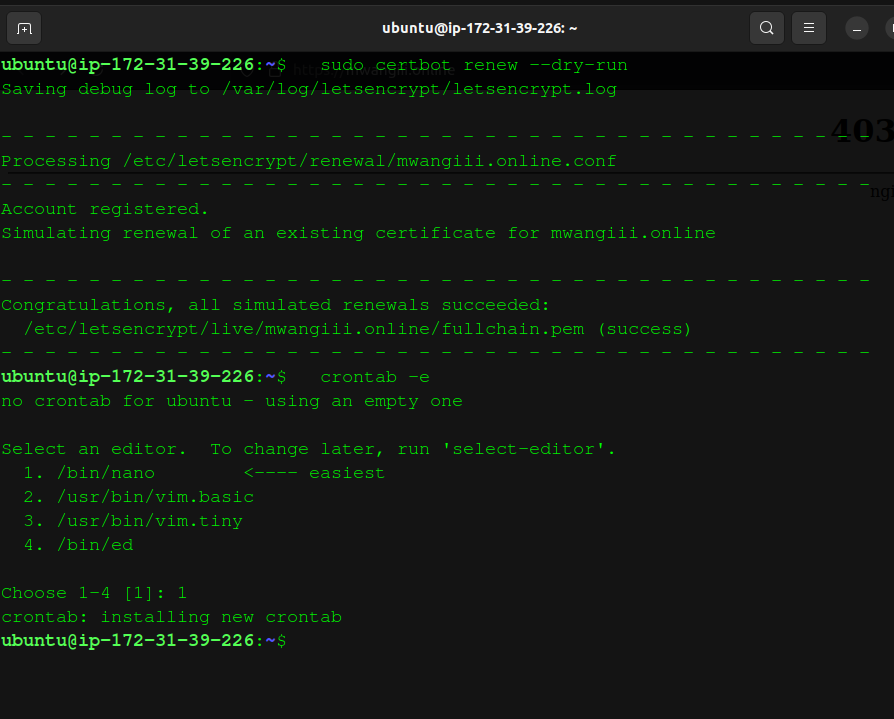 ubuntu@ip-172-31-39-226: ~
ubuntu@ip-172-31-39-226:~$   sudo certbot renew --dry-run
Saving debug log to /var/log/letsencrypt/letsencrypt.log
- - - - - - - - - - - - - - - - - - - - - - - - - - - - - - - - - - - - - - - -
403
Processing /etc/letsencrypt/renewal/mwangiii.online.conf
- - - - - - - - - - - - - - - - - - - - - - - - - - - - - - - - - - - - - - - -
Account registered.
Simulating renewal of an existing certificate for mwangiii.online
- - - - - - - - - - - - - - - - - - - - - - - - - - - - - - - - - - - - - - - -
Congratulations, all simulated renewals succeeded:
  /etc/letsencrypt/live/mwangiii.online/fullchain.pem (success)
- - - - - - - - - - - - - - - - - - - - - - - - - - - - - - - - - - - - - - - -
ubuntu@ip-172-31-39-226:~$   crontab -e
no crontab for ubuntu - using an empty one
Select an editor.  To change later, run 'select-editor'.
  1. /bin/nano        <---- easiest
  2. /usr/bin/vim.basic
  3. /usr/bin/vim.tiny
  4. /bin/ed
Choose 1-4 [1]: 1
crontab: installing new crontab
ubuntu@ip-172-31-39-226:~$